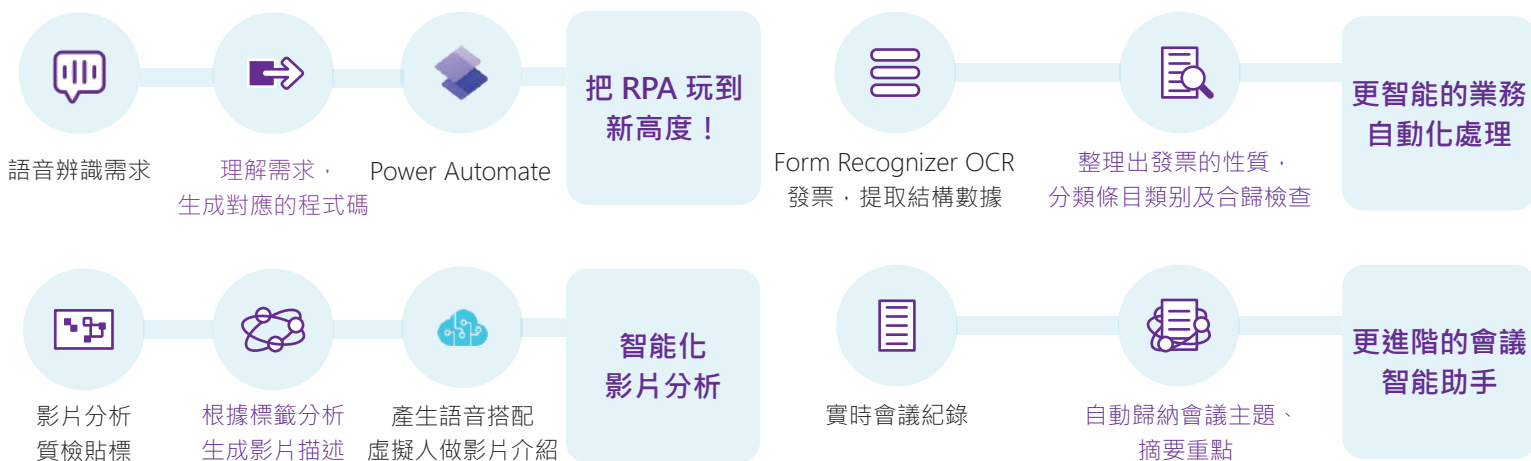 語音辨識需求
理解需求，
生成對應的程式碼
Power Automate
把 RPA 玩到
新高度！
Form Recognizer OCR
發票，提取結構數據
整理出發票的性質，
分類條目類別及合歸檢查
更智能的業務
自動化處理
影片分析
質檢貼標
根據標籤分析
生成影片描述
產生語音搭配
虛擬人做影片介紹
智能化
影片分析
實時會議紀錄
自動歸納會議主題、
摘要重點
更進階的會議
智能助手